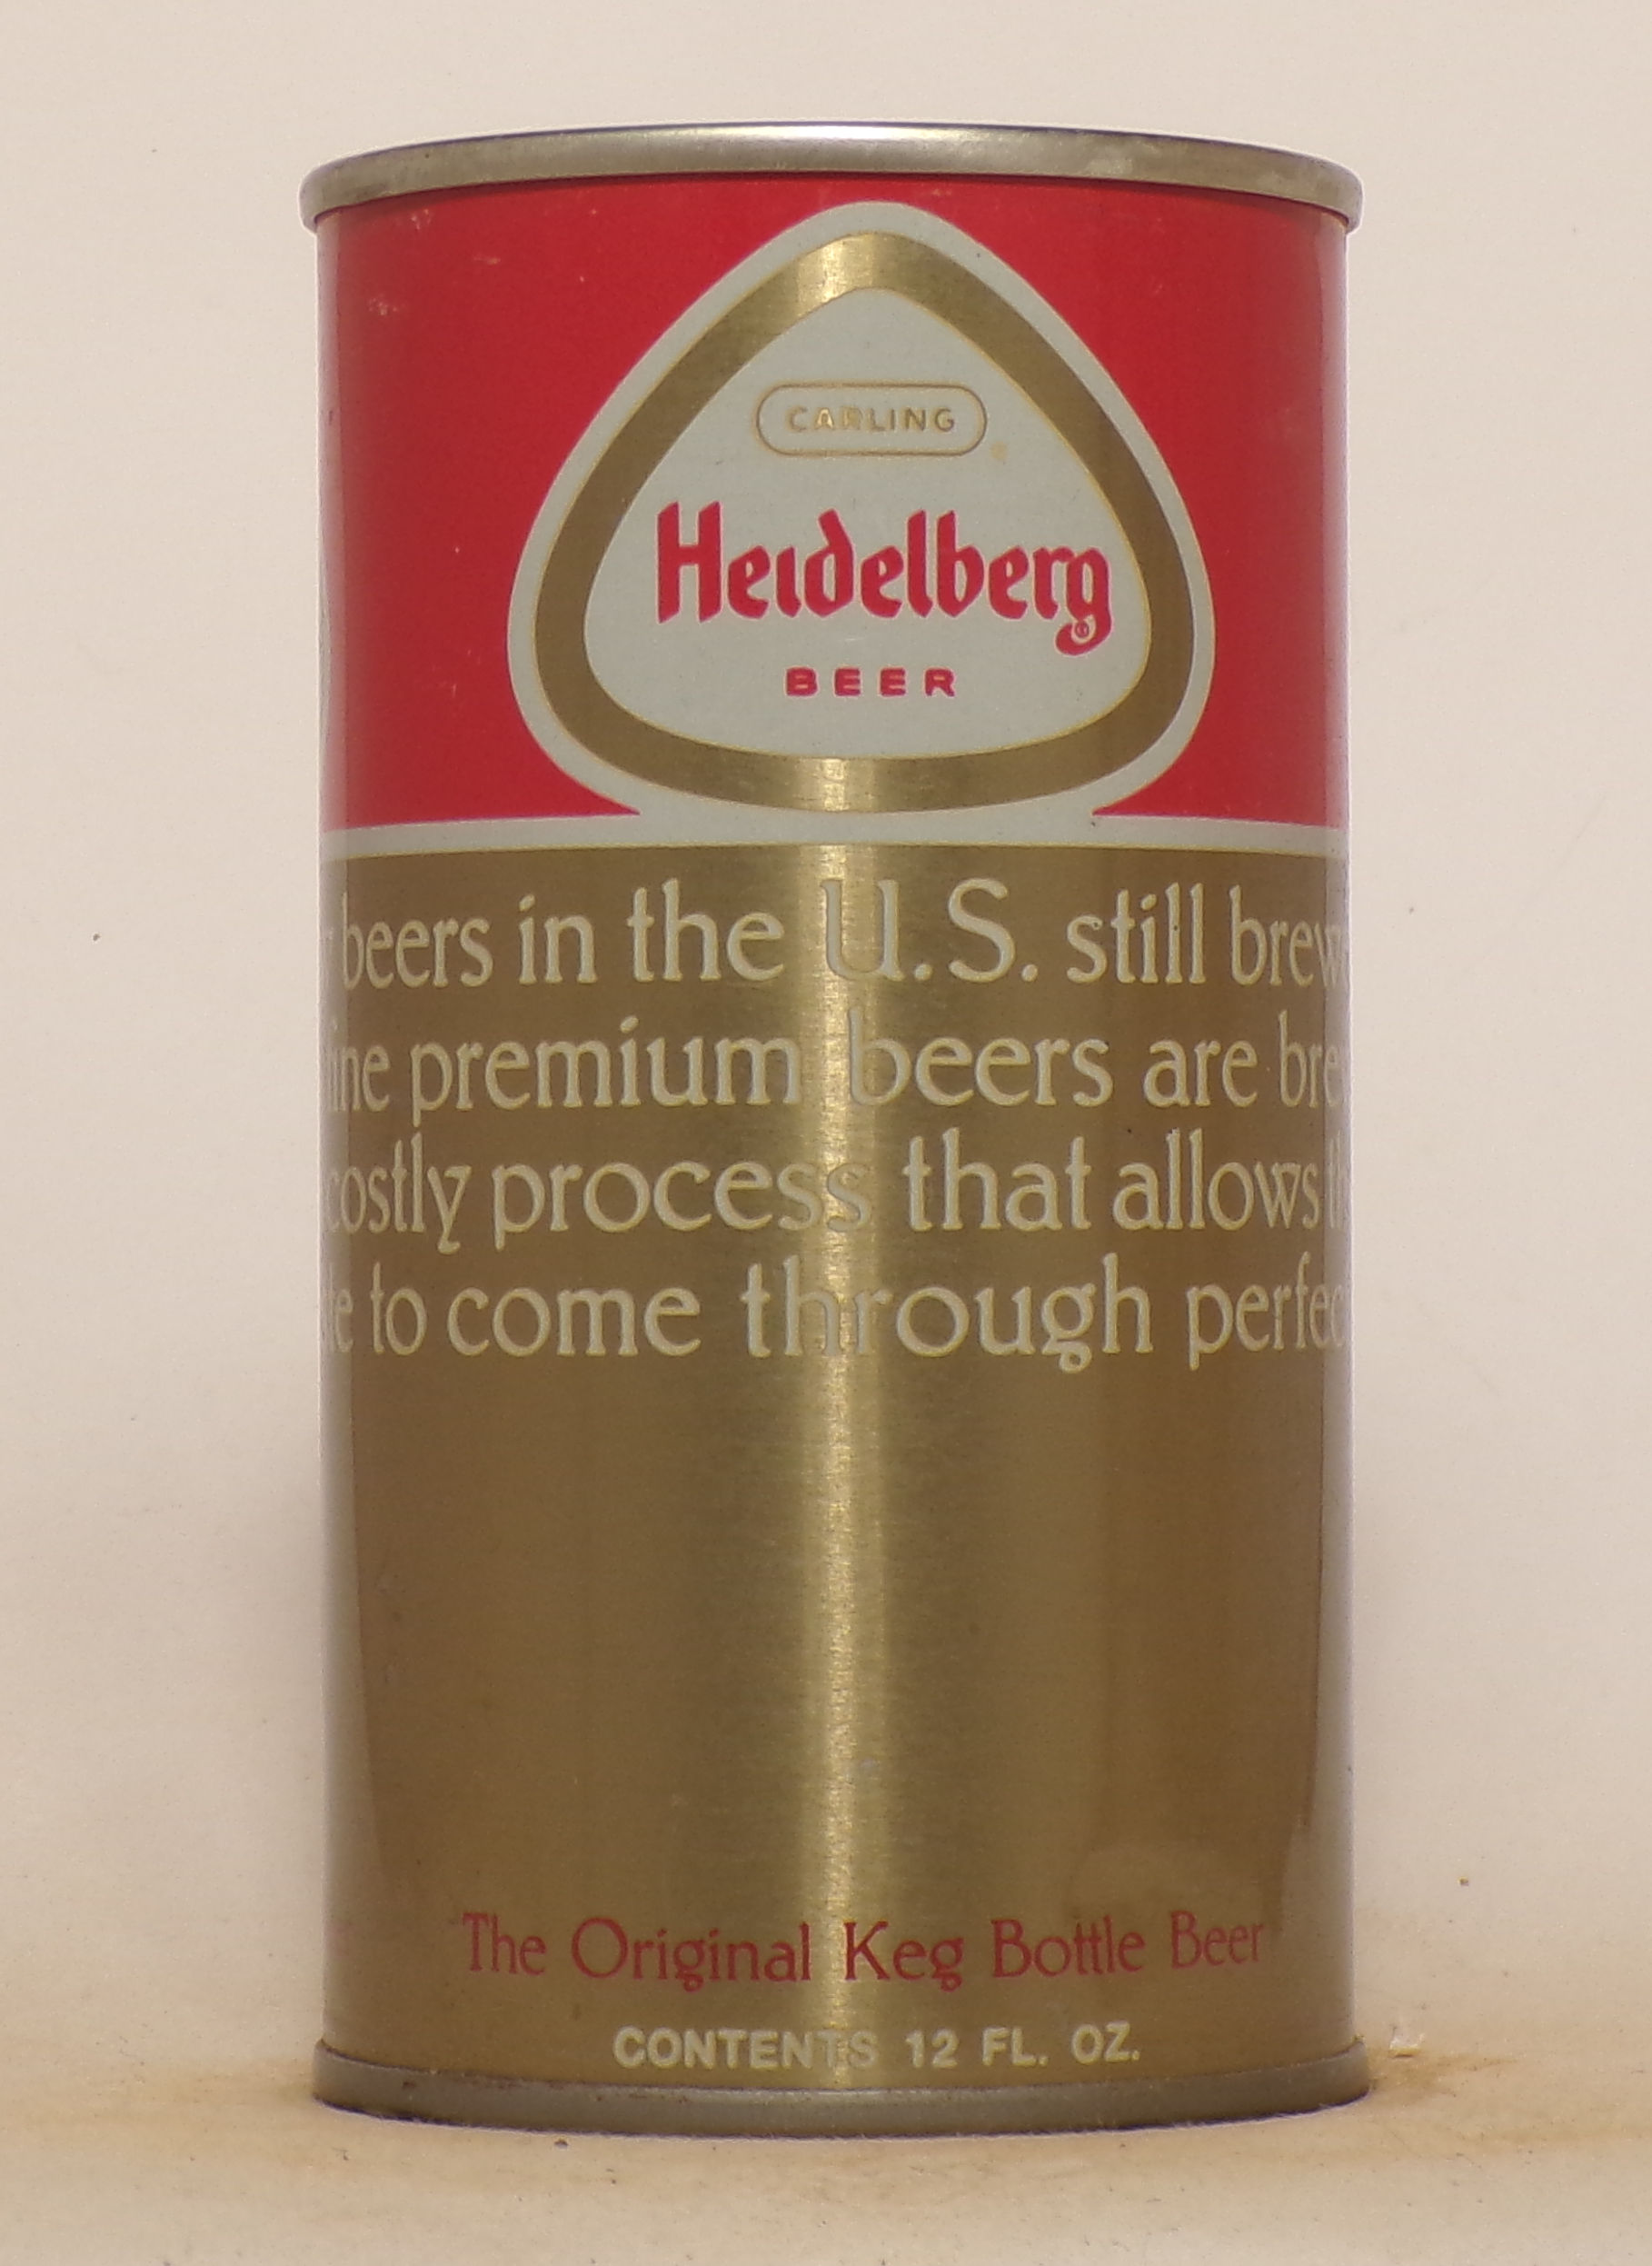 CARLING
Heidelberg
BEER
beers in the U.S. still
premium beers are
costly process that allows
to come through
The Original Keg Bottle Beer
CONTENTS 12 FL. OZ.